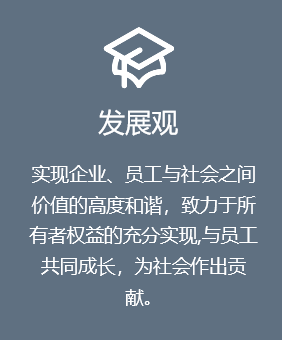 发展观
实现企业、员工与社会之间
价值的高度和谐，致力于所
有者权益的充分实现,与员工
共同成长，为社会作出贡
献。